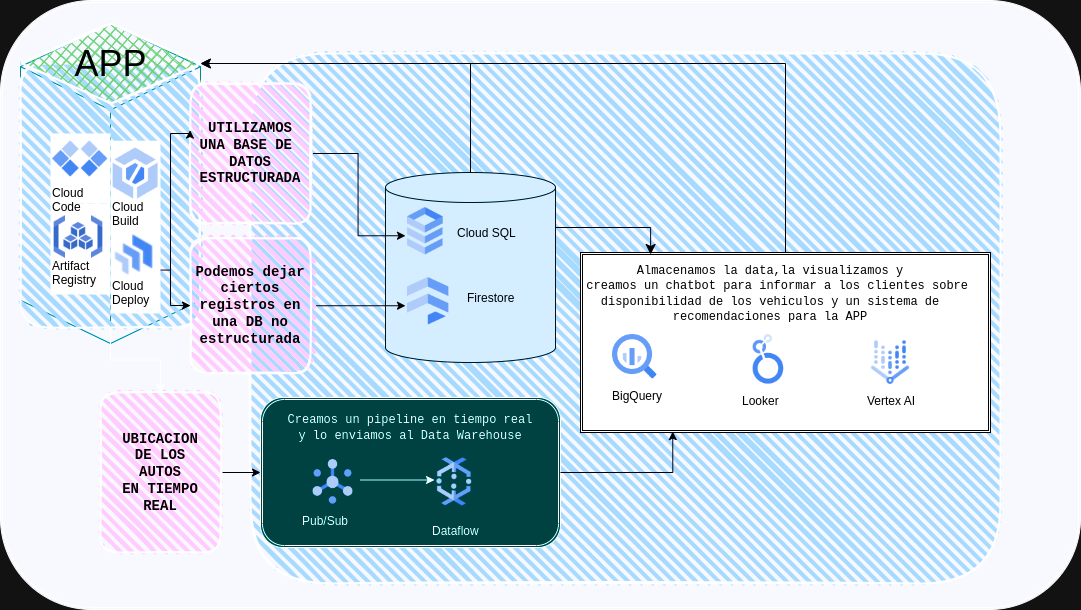 APP
Cloud
Code
Cloud
Build
Artifact
Registry
Cloud
Deploy
UTILIZAMOS
UNA BASE DE
DATOS
ESTRUCTURADA
Podemos dejar
ciertos
registros en
una DB no
estructurada
Cloud SQL
Firestore
Almacenamos la data,la visualizamos y
creamos un chatbot para informar a los clientes sobre
disponibilidad de los vehiculos y un sistema de
recomendaciones para la APP
BigQuery
Looker
Vertex AI
UBICACION
DE LOS
AUTOS
EN TIEMPO
REAL
Creamos un pipeline en tiempo real
y lo enviamos al Data Warehouse
Pub/Sub
Dataflow